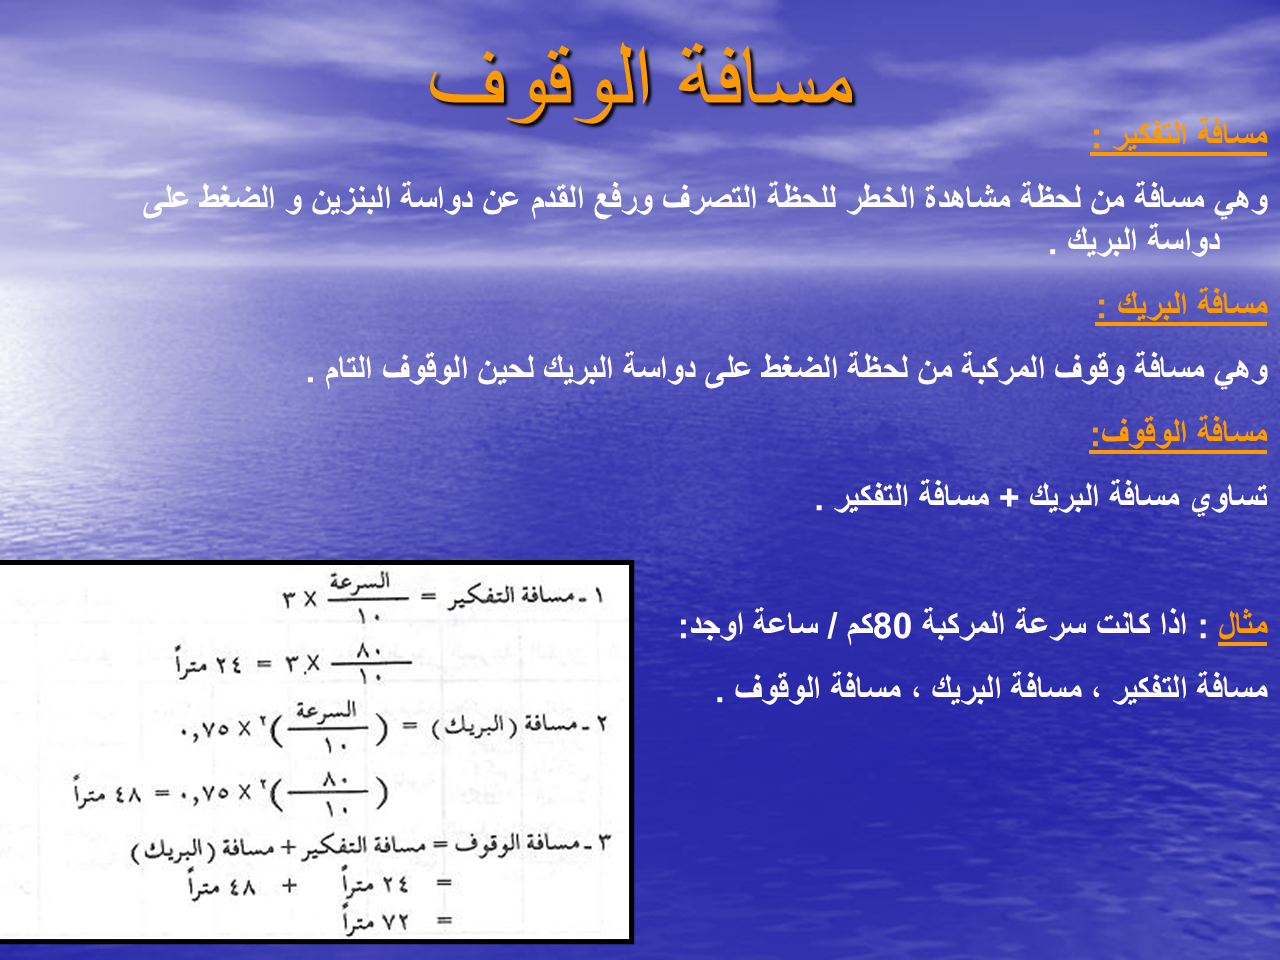 مسافة الوقوف
مسافة التفكير :
وهي مسافة من لحظة مشاهدة الخطر للحظة التصرف ورفع القدم عن دواسة البنزين و الضغط على
دواسة البريك .
مسافة البريك :
وهي مسافة وقوف المركبة من لحظة الضغط على دواسة البريك لحين الوقوف التام .
مسافة الوقوف:
تساوي مسافة البريك + مسافة التفكير .
مثال : اذا كانت سرعة المركبة 80كم / ساعة اوجد:
مسافة التفكير ، مسافة البريك ، مسافة الوقوف .
١ ـ مسافة التفكير = السرعة / ١٠ × ٣
٨٠ / ١٠ × ٣ = ٢٤ متراً
٢ ـ مسافة (البريك) = (السرعة / ١٠)٢ × ٠,٧٥
(٨٠ / ١٠)٢ × ٠,٧٥ = ٤٨ متراً
٣ ـ مسافة الوقوف = مسافة التفكير + مسافة (البريك)
= ٢٤ متراً + ٤٨ متراً
= ٧٢ متراً